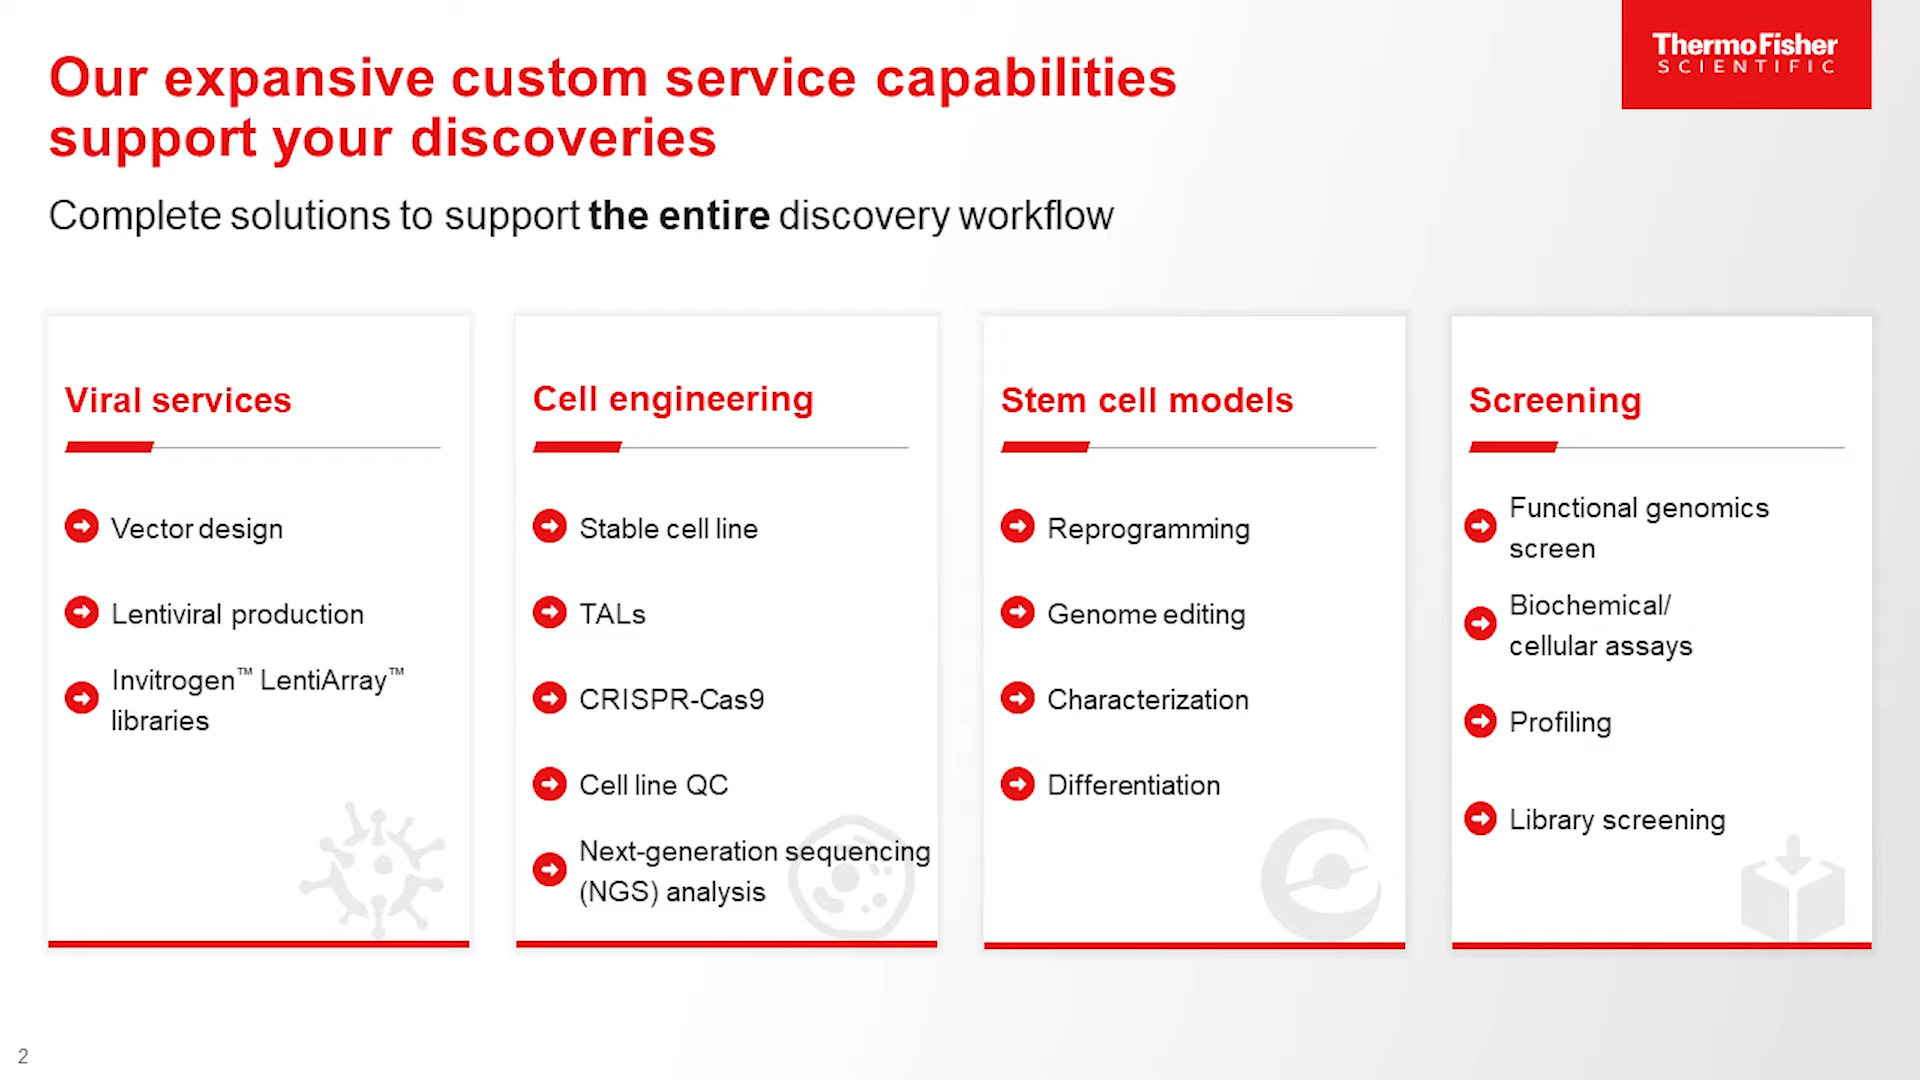 ThermoFisher
SCIENTIFIC
Our expansive custom service capabilities
support your discoveries
Complete solutions to support the entire discovery workflow
Viral services
Vector design
Lentiviral production
Invitrogen™ LentiArray™
libraries
Cell engineering
Stable cell line
TALs
CRISPR-Cas9
Cell line QC
Next-generation sequencing
(NGS) analysis
Stem cell models
Reprogramming
Genome editing
Characterization
Differentiation
Screening
Functional genomics
screen
Biochemical/
cellular assays
Profiling
Library screening
2